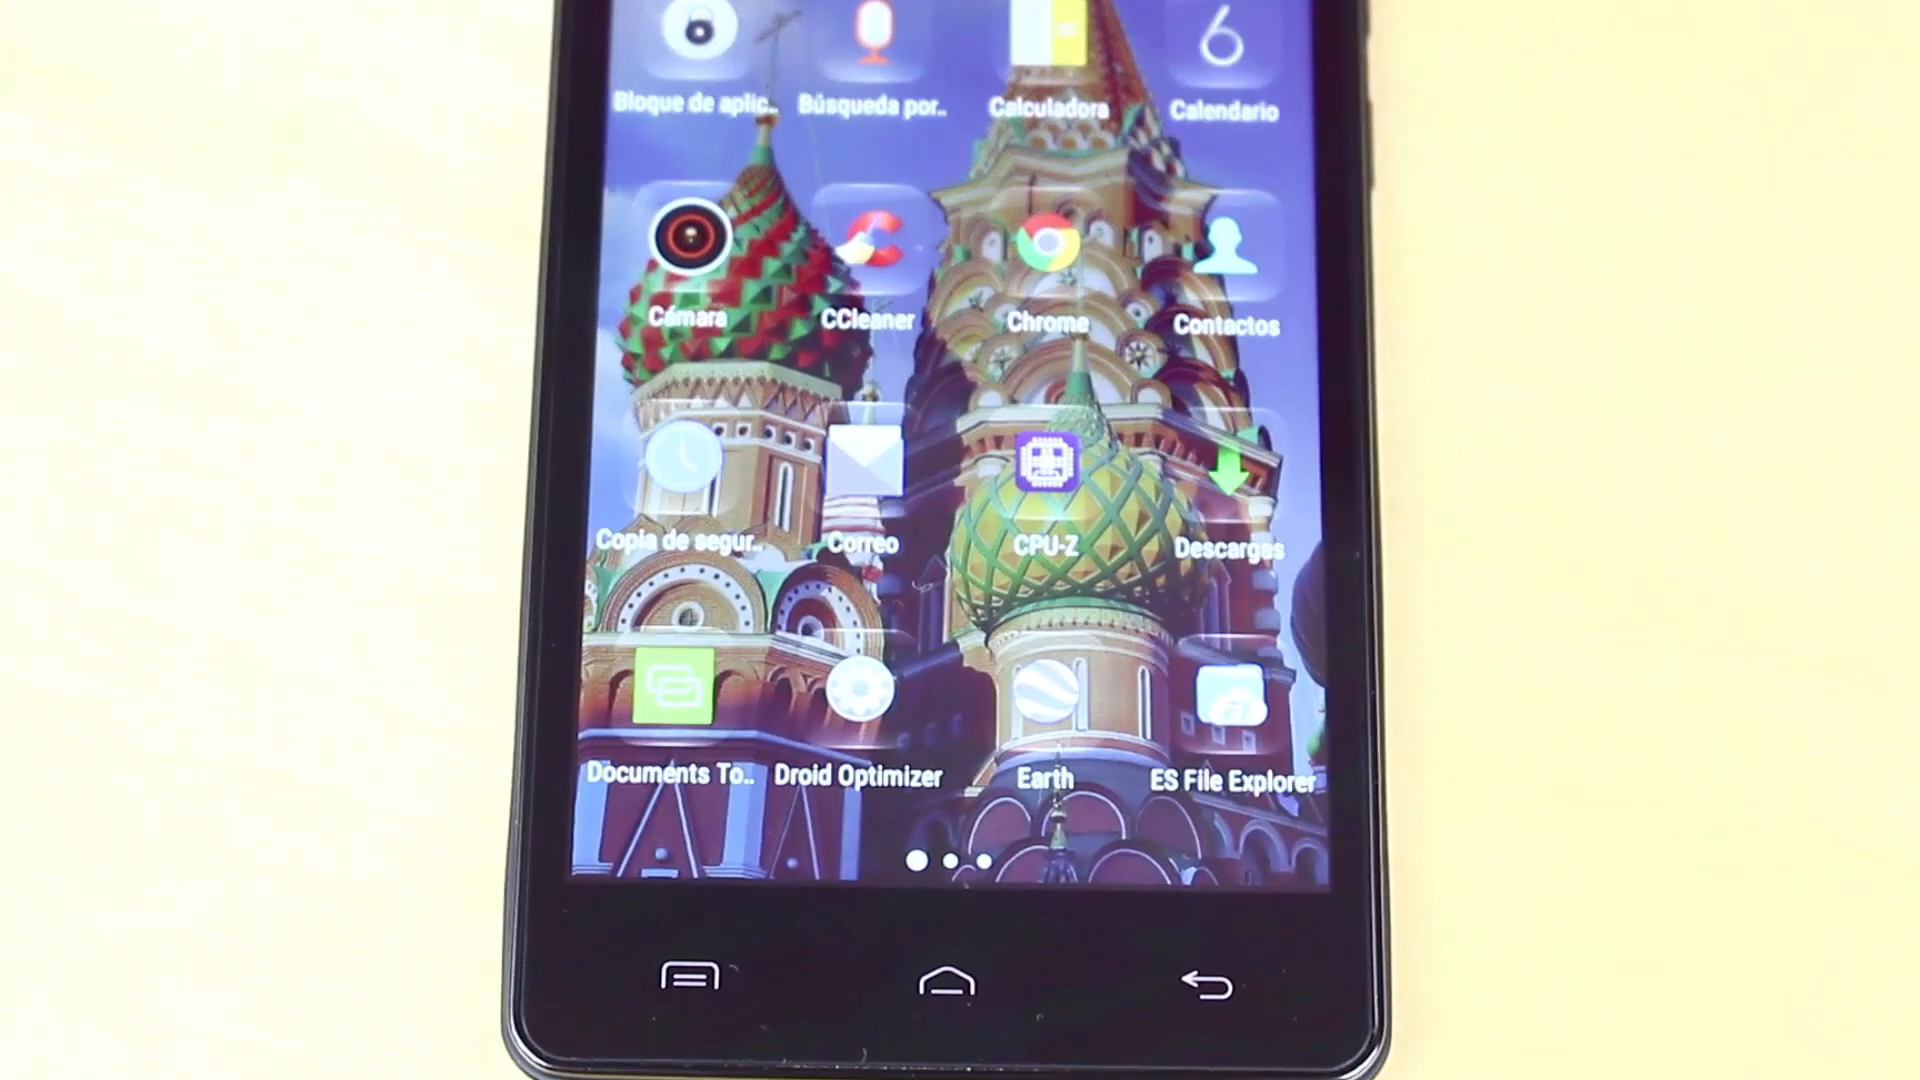 6
Bloque de aplic..
Búsqueda por..
Calculadora
Calendario
Cámara
CCleaner
Chrome
Contactos
Copia de segur..
Correo
CPU-Z
Descargas
Documents To..
Droid Optimizer
Earth
ES File Explorer